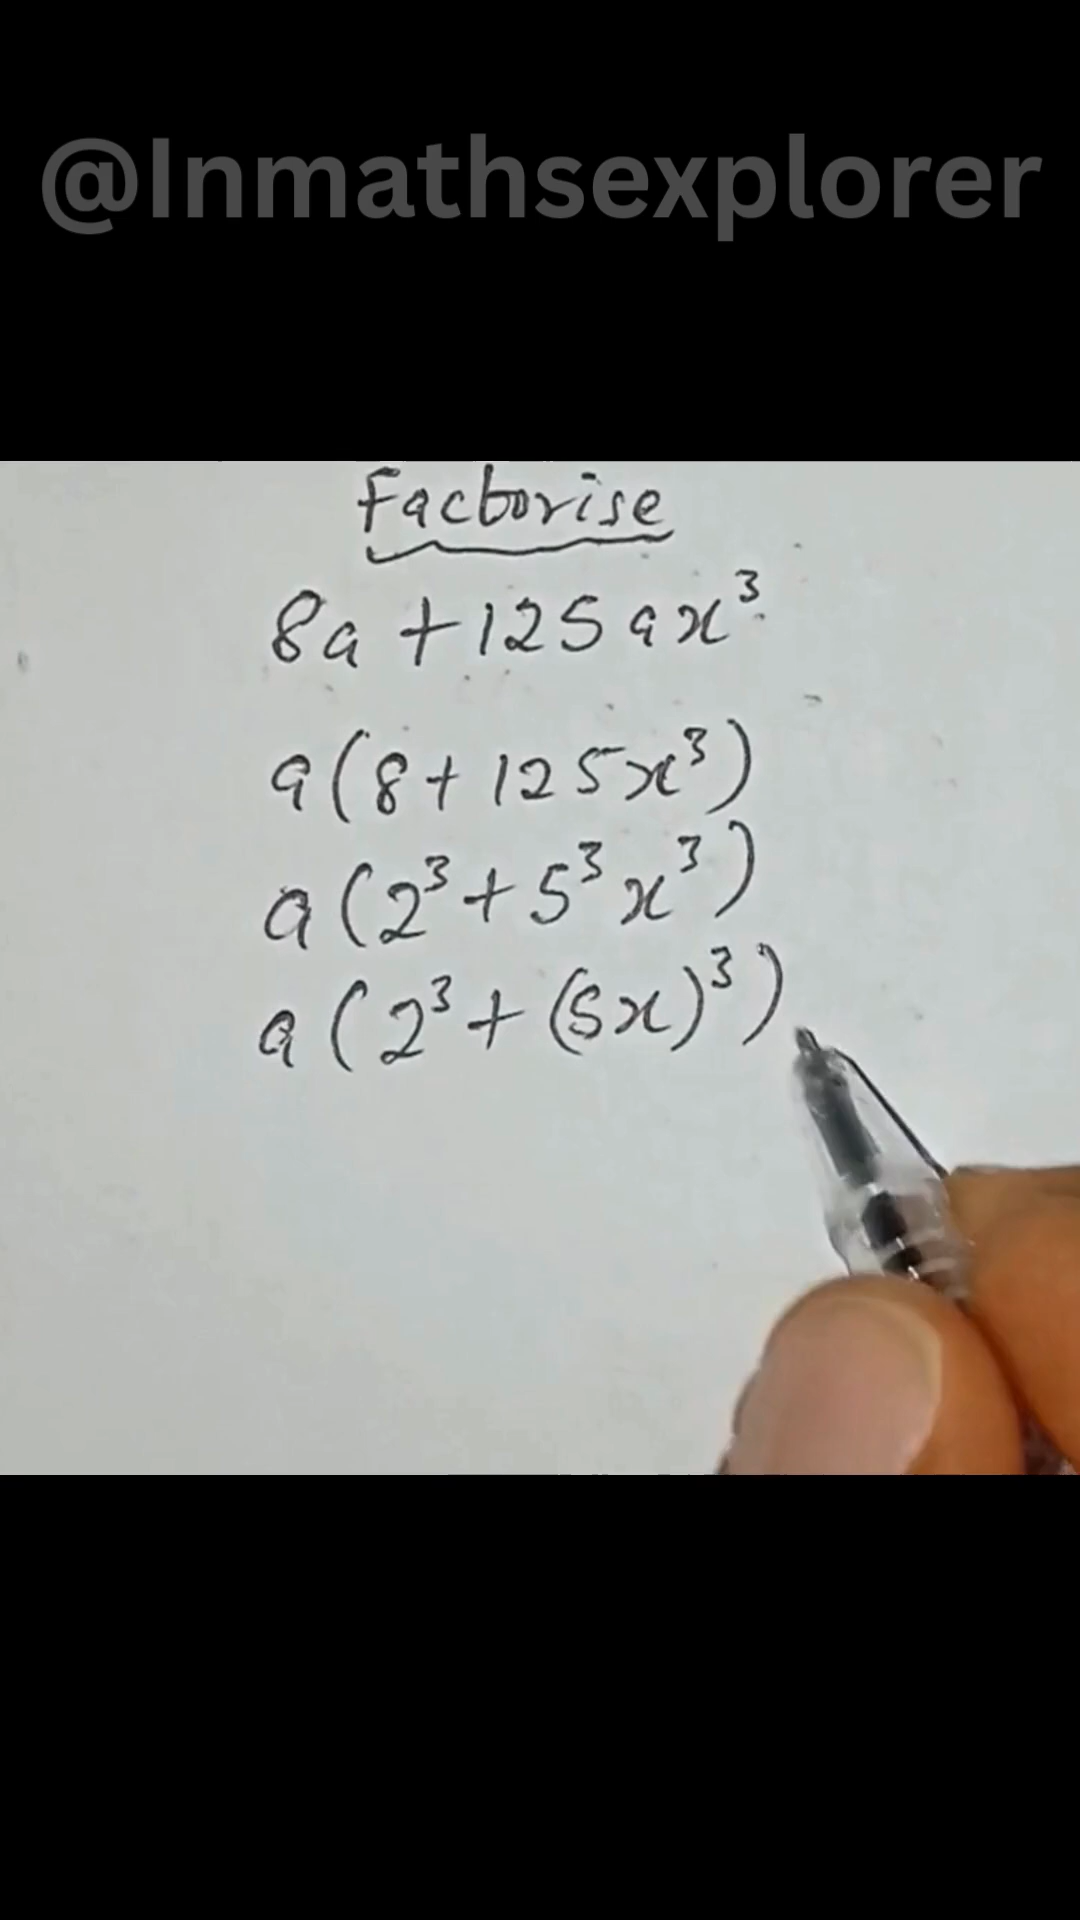 @Inmathsexplorer
Factorise
8a + 125ax³
a(8 + 125x³)
a(2³ + 5³x³)
a(2³ + (5x)³)